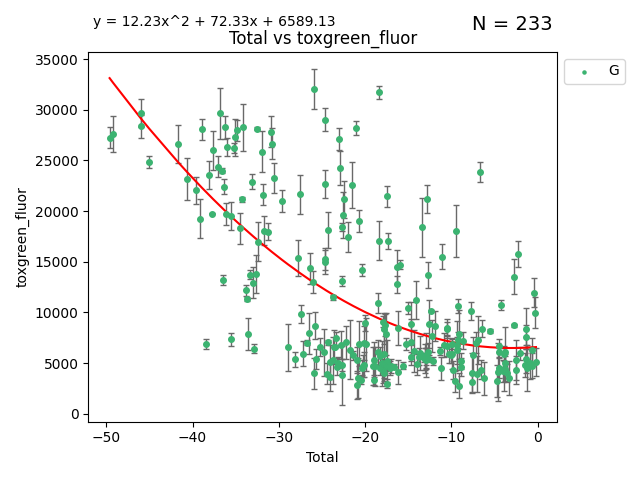 y = 12.23x^2 + 72.33x + 6589.13
N = 233
Total vs toxgreen_fluor
35000
30000
25000
20000
15000
10000
5000
0
toxgreen_fluor
−50
−40
−30
−20
−10
0
Total
G